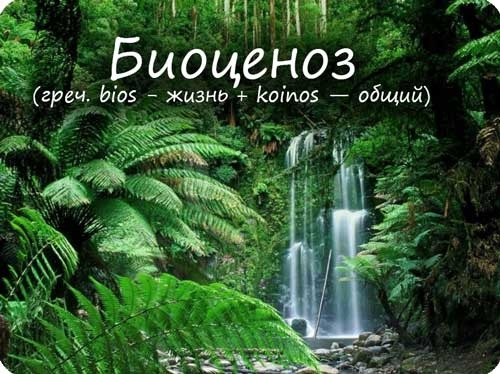 Биоценоз
(греч. bios - жизнь + koinos — общий)